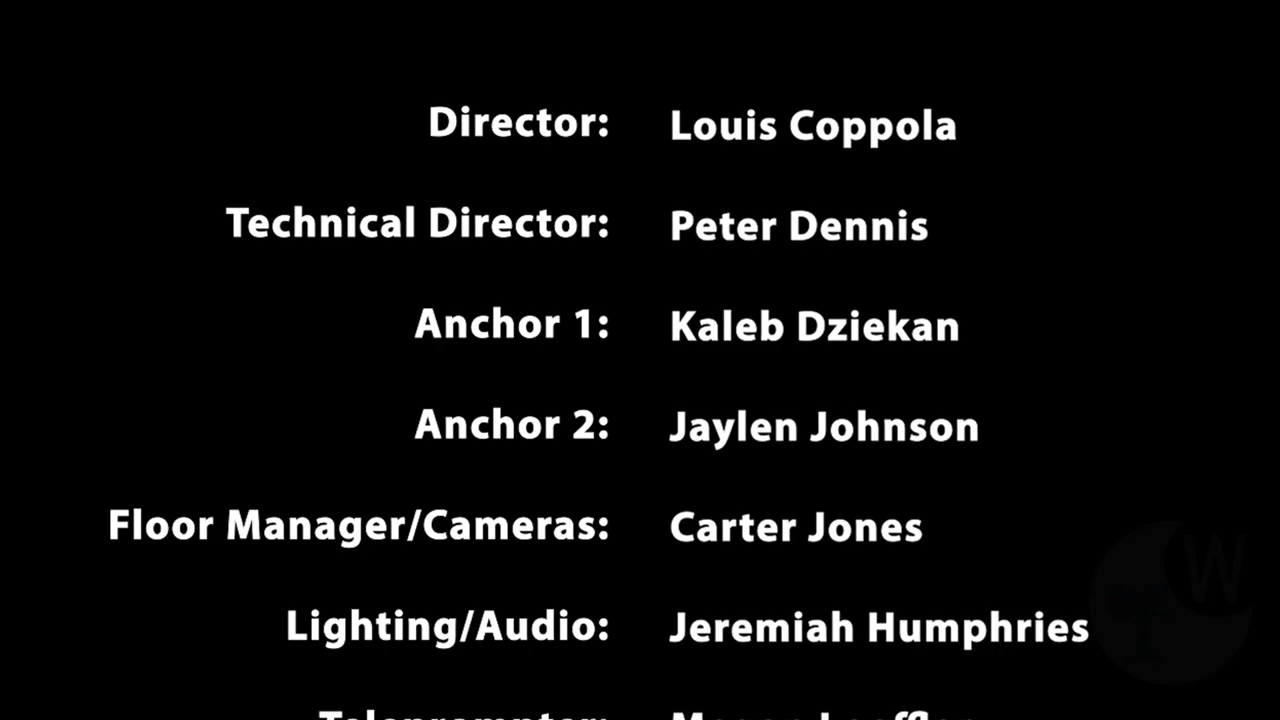 Director: Louis Coppola
Technical Director: Peter Dennis
Anchor 1: Kaleb Dziekan
Anchor 2: Jaylen Johnson
Floor Manager/Cameras: Carter Jones
Lighting/Audio: Jeremiah Humphries
W